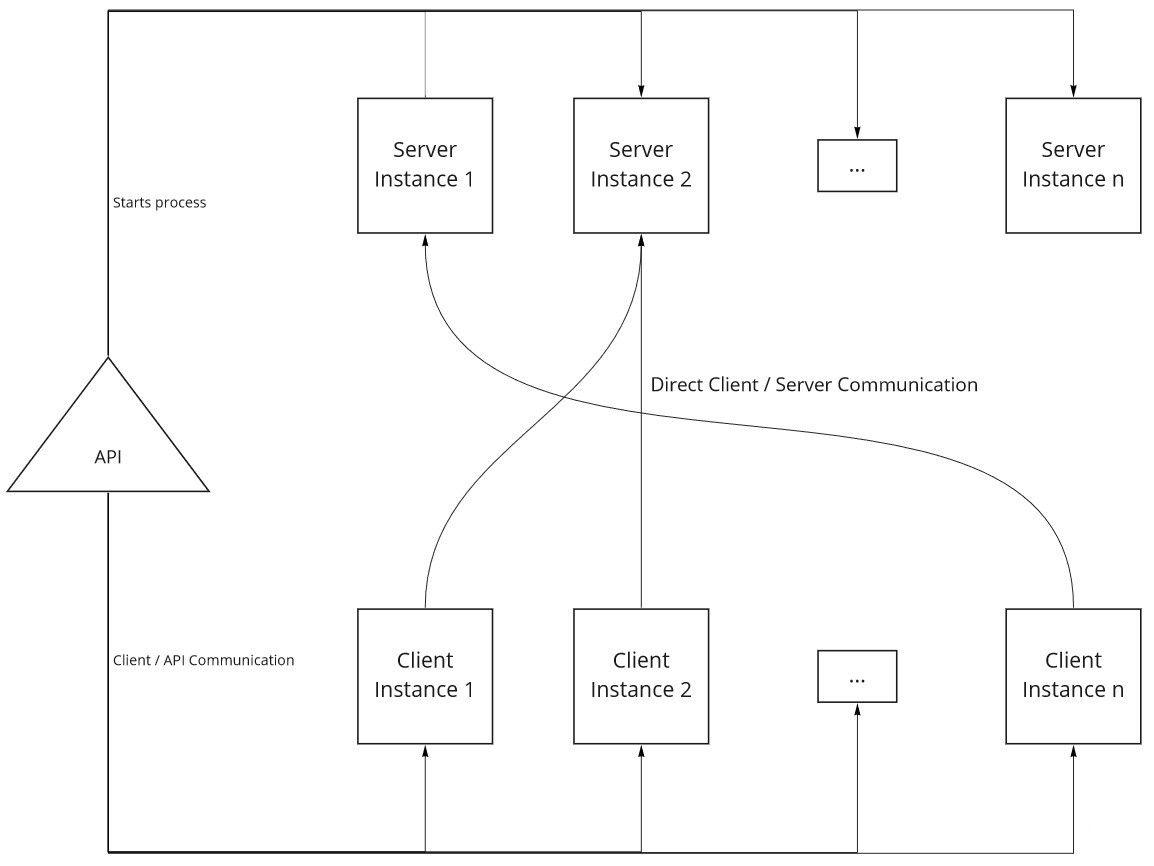 Server
Instance 1
Server
Instance 2
...
Server
Instance n
Starts process
Direct Client / Server Communication
API
Client / API Communication
Client
Instance 1
Client
Instance 2
...
Client
Instance n